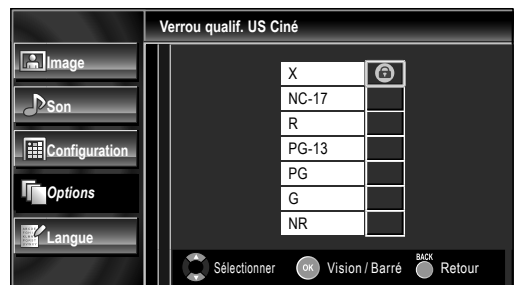 Verrou qualif. US Ciné
Image
Son
Configuration
Options
Langue
X
NC-17
R
PG-13
PG
G
NR
Sélectionner OK Vision / Barré BACK Retour